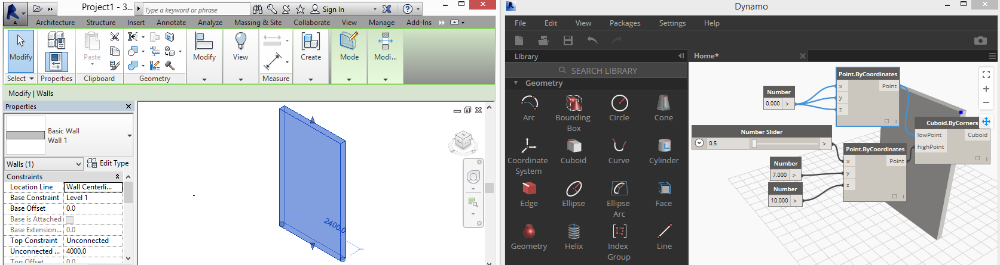 Project1 - 3...
Type a keyword or phrase
Sign In
A
Architecture Structure Insert Annotate Analyze Massing & Site Collaborate View Manage Add-Ins
Modify
Paste
Modify
View
Create
Mode
Modi...
Select
Properties
Clipboard
Geometry
Measure
Modify | Walls
Properties
Basic Wall
Wall 1
Walls (1)
Edit Type
Constraints
Location Line Wall Centerli...
Base Constraint Level 1
Base Offset 0.0
Base is Attached
Base Extension... 0.0
Top Constraint Unconnected
Unconnected ... 4000.0
Top Offset 0.0
2400.0
Dynamo
File Edit View Packages Settings Help
Library
Home*
SEARCH LIBRARY
Geometry
Arc
Bounding
Box
Circle
Cone
Coordinate
System
Cuboid
Curve
Cylinder
Edge
Ellipse
Ellipse
Arc
Face
Geometry
Helix
Index
Group
Line
Point.ByCoordinates
x Point
y
z
Number
0.000 >
Number Slider
0.5 >
Cuboid.ByCorners
lowPoint Cuboid
highPoint
Point.ByCoordinates
x Point
y
z
Number
7.000 >
Number
10.000 >